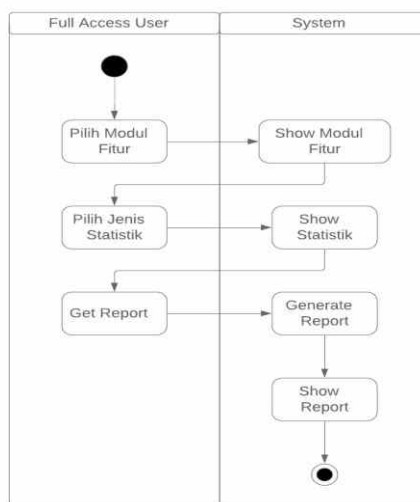 Full Access User
System
Pilih Modul
Fitur
Show Modul
Fitur
Pilih Jenis
Statistik
Show
Statistik
Get Report
Generate
Report
Show
Report